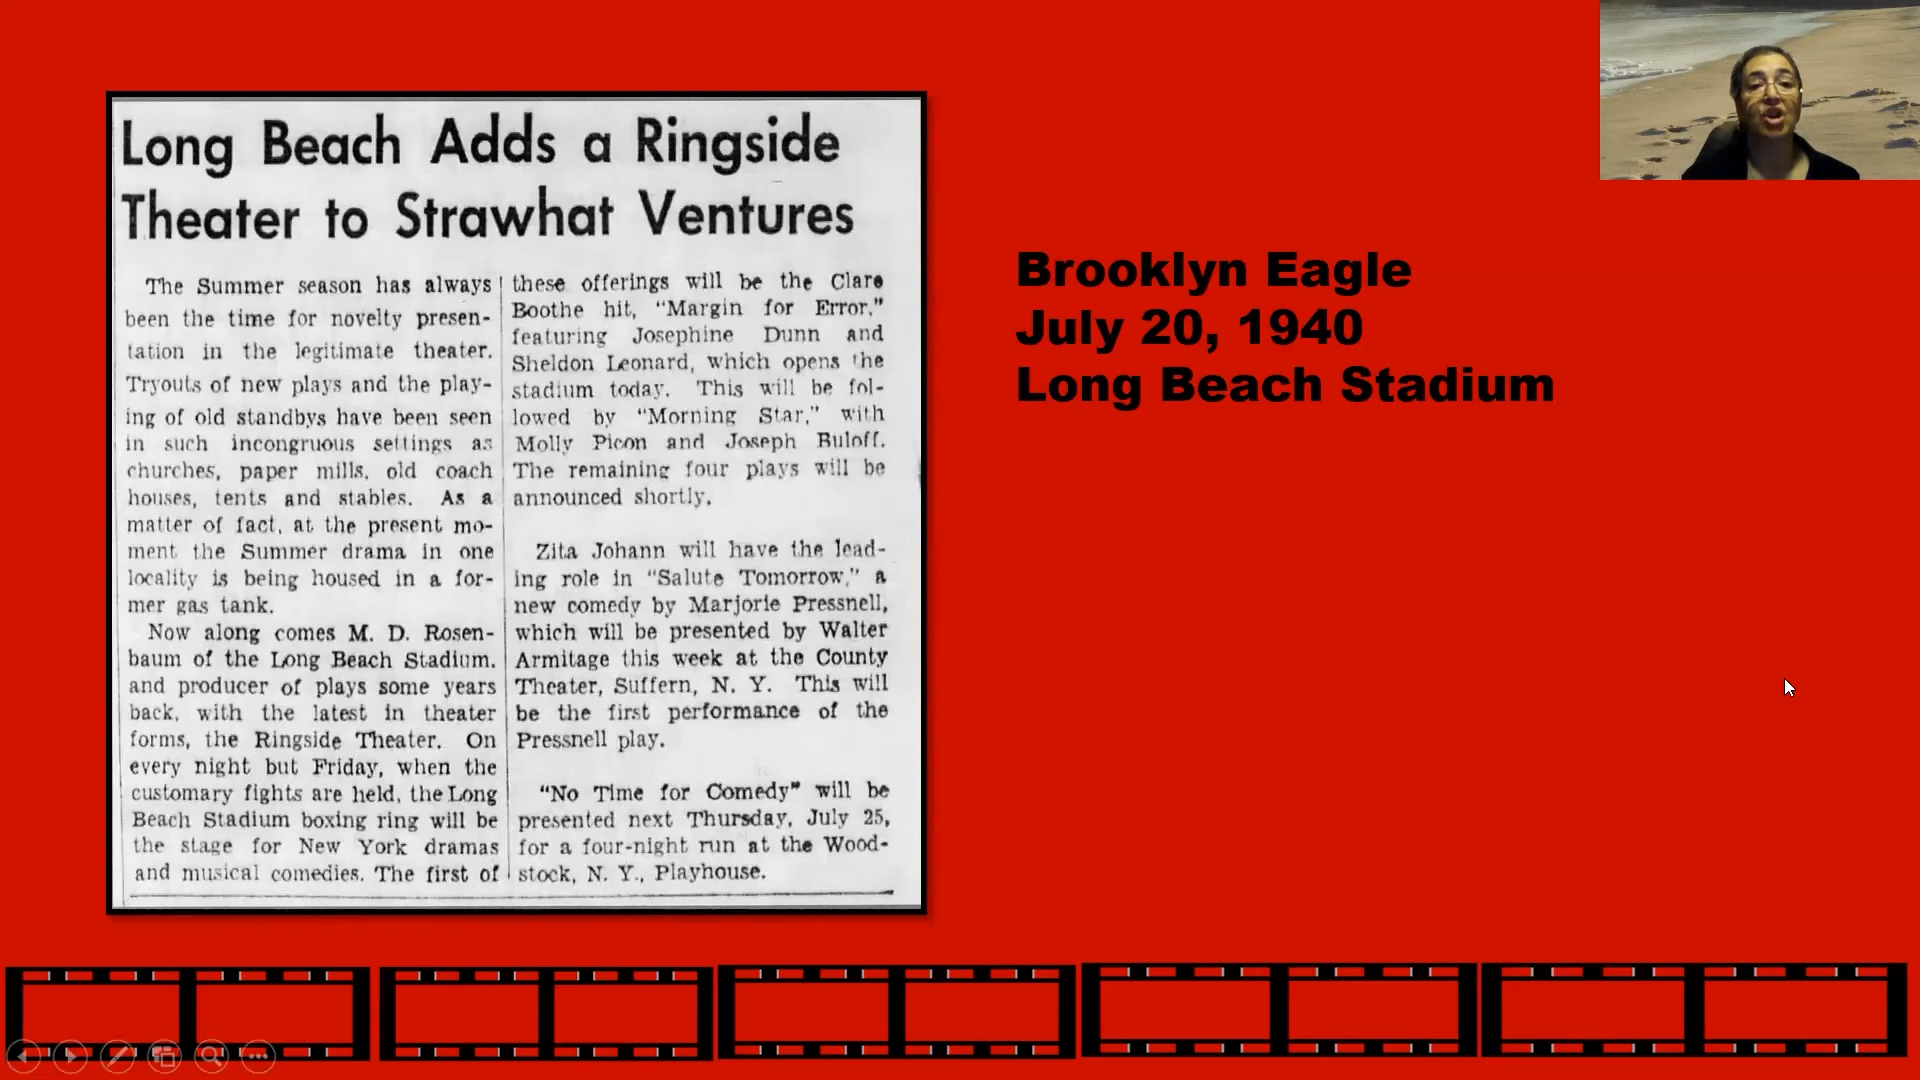 Long Beach Adds a Ringside
Theater to Strawhat Ventures
The Summer season has always
been the time for novelty presen-
tation in the legitimate theater.
Tryouts of new plays and the play-
ing of old standbys have been seen
in such incongruous settings as
churches, paper mills, old coach
houses, tents and stables. As a
matter of fact, at the present mo-
ment the Summer drama in one
locality is being housed in a for-
mer gas tank.
Now along comes M. D. Rosen-
baum of the Long Beach Stadium,
and producer of plays some years
back, with the latest in theater
forms, the Ringside Theater. On
every night but Friday, when the
customary fights are held, the Long
Beach Stadium boxing ring will be
the stage for New York dramas
and musical comedies. The first of
these offerings will be the Clare
Boothe hit, "Margin for Error,"
featuring Josephine Dunn and
Sheldon Leonard, which opens the
stadium today. This will be fol-
lowed by "Morning Star," with
Molly Picon and Joseph Buloff.
The remaining four plays will be
announced shortly.
Zita Johann will have the lead-
ing role in "Salute Tomorrow," a
new comedy by Marjorie Pressnell,
which will be presented by Walter
Armitage this week at the County
Theater, Suffern, N. Y. This will
be the first performance of the
Pressnell play.
"No Time for Comedy" will be
presented next Thursday, July 25,
for a four-night run at the Wood-
stock, N. Y., Playhouse.
Brooklyn Eagle
July 20, 1940
Long Beach Stadium